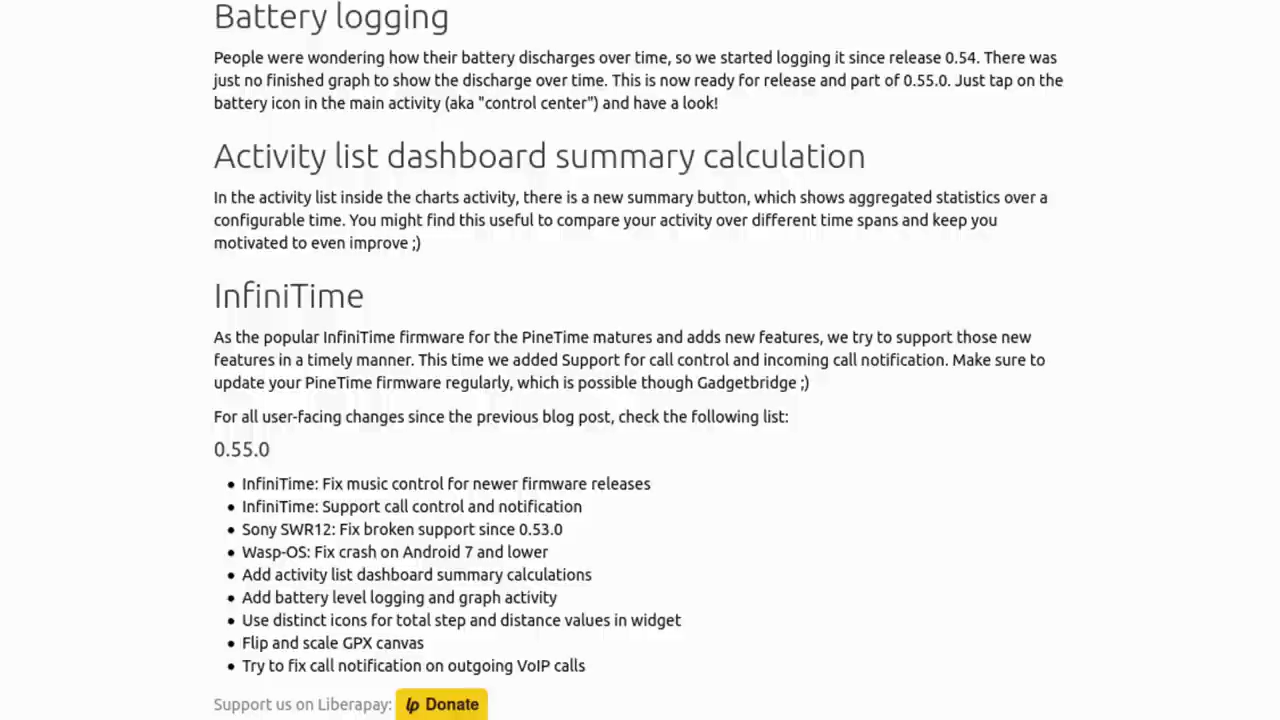 Battery logging
People were wondering how their battery discharges over time, so we started logging it since release 0.54. There was
just no finished graph to show the discharge over time. This is now ready for release and part of 0.55.0. Just tap on the
battery icon in the main activity (aka "control center") and have a look!
Activity list dashboard summary calculation
In the activity list inside the charts activity, there is a new summary button, which shows aggregated statistics over a
configurable time. You might find this useful to compare your activity over different time spans and keep you
motivated to even improve ;)
InfiniTime
As the popular InfiniTime firmware for the PineTime matures and adds new features, we try to support those new
features in a timely manner. This time we added Support for call control and incoming call notification. Make sure to
update your PineTime firmware regularly, which is possible though Gadgetbridge ;)
For all user-facing changes since the previous blog post, check the following list:
0.55.0
• InfiniTime: Fix music control for newer firmware releases
• InfiniTime: Support call control and notification
• Sony SWR12: Fix broken support since 0.53.0
• Wasp-OS: Fix crash on Android 7 and lower
• Add activity list dashboard summary calculations
• Add battery level logging and graph activity
• Use distinct icons for total step and distance values in widget
• Flip and scale GPX canvas
• Try to fix call notification on outgoing VoIP calls
Support us on Liberapay: lp Donate